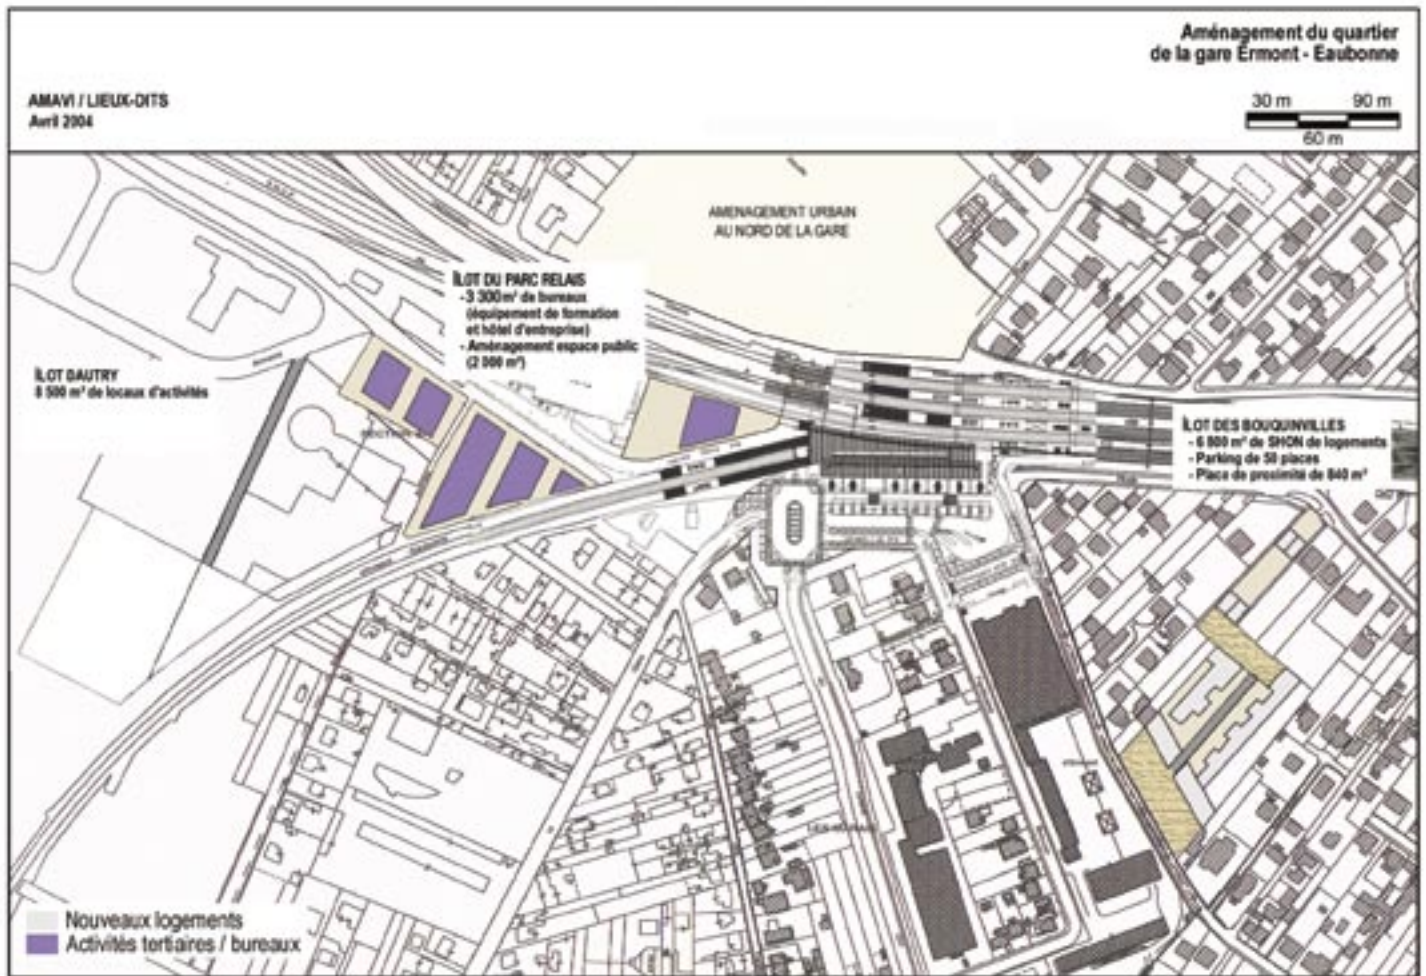 Aménagement du quartier
de la gare Ermont - Eaubonne
AMAVI / LIEUX-DITS
Avril 2004
30 m 90 m
60 m
AMENAGEMENT URBAIN
AU NORD DE LA GARE
ÎLOT DU PARC RELAIS
- 3 300 m² de bureaux
(équipement de formation
et hôtel d'entreprise)
- Aménagement espace public
(2 000 m²)
ÎLOT DAUTRY
8 500 m² de locaux d'activités
ÎLOT DES BOUQUINVILLES
- 6 800 m² de SHON de logements
- Parking de 50 places
- Place de proximité de 840 m²
Nouveaux logements
Activités tertiaires / bureaux